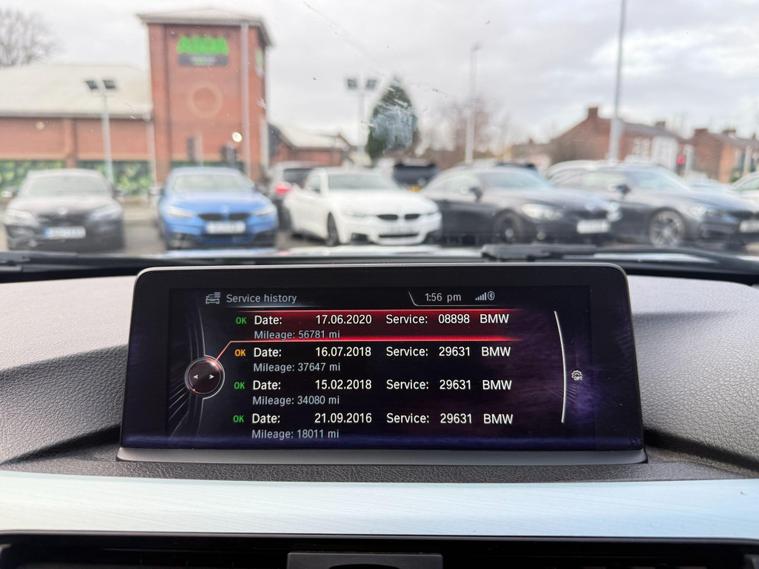 ASDA
Service history
1:56 pm
OK Date: 17.06.2020 Service: 08898 BMW
Mileage: 56781 mi
OK Date: 16.07.2018 Service: 29631 BMW
Mileage: 37647 mi
OK Date: 15.02.2018 Service: 29631 BMW
Mileage: 34080 mi
OK Date: 21.09.2016 Service: 29631 BMW
Mileage: 18011 mi